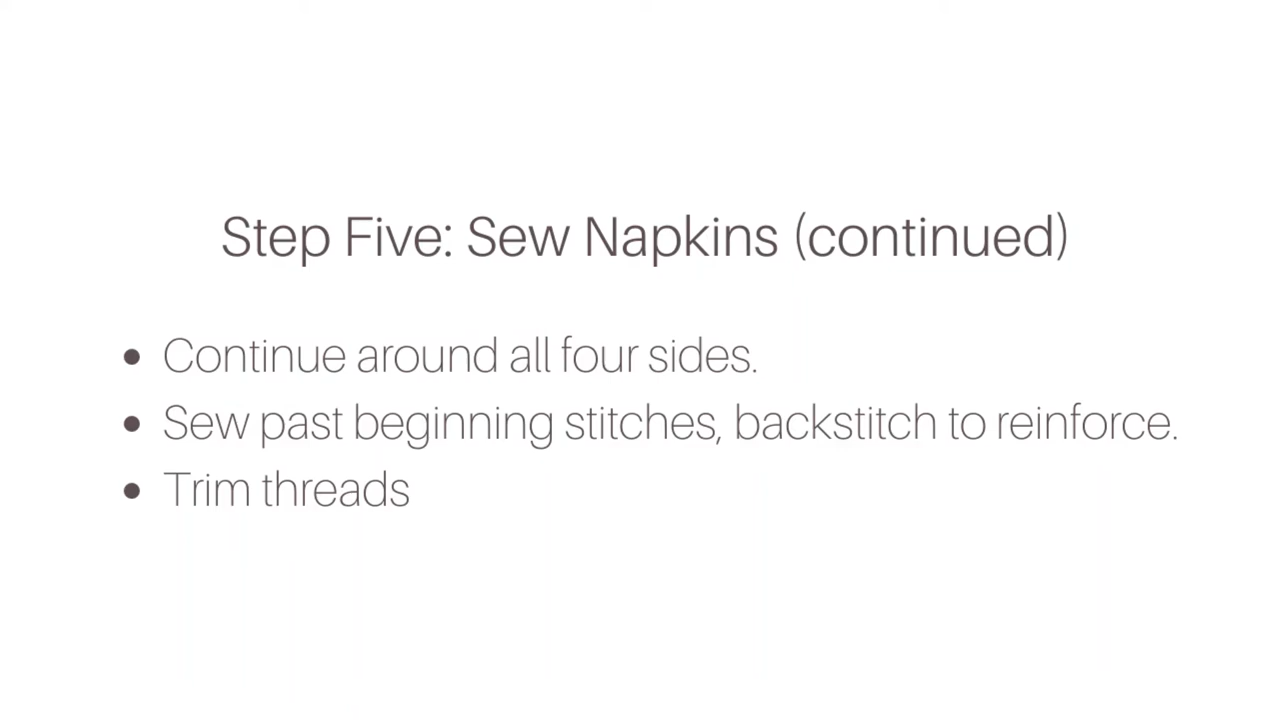 Step Five: Sew Napkins (continued)
• Continue around all four sides.
• Sew past beginning stitches, backstitch to reinforce.
• Trim threads